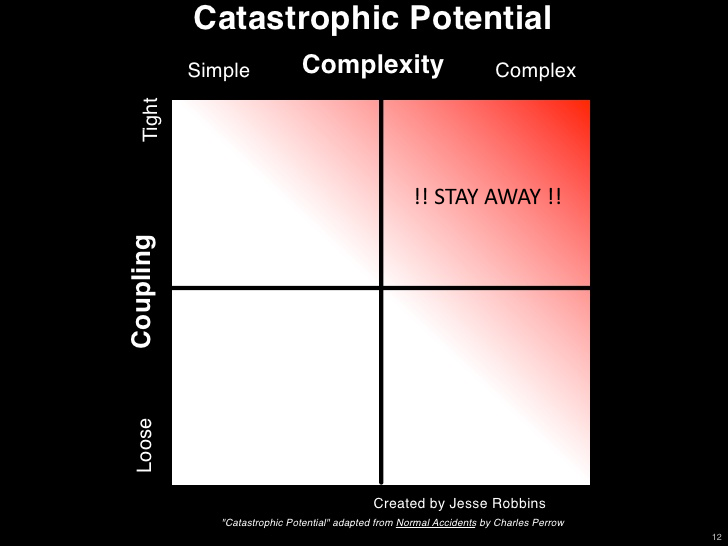 Catastrophic Potential
Simple Complexity Complex
Tight
!! STAY AWAY !!
Coupling
Loose
Created by Jesse Robbins
"Catastrophic Potential" adapted from Normal Accidents by Charles Perrow
12